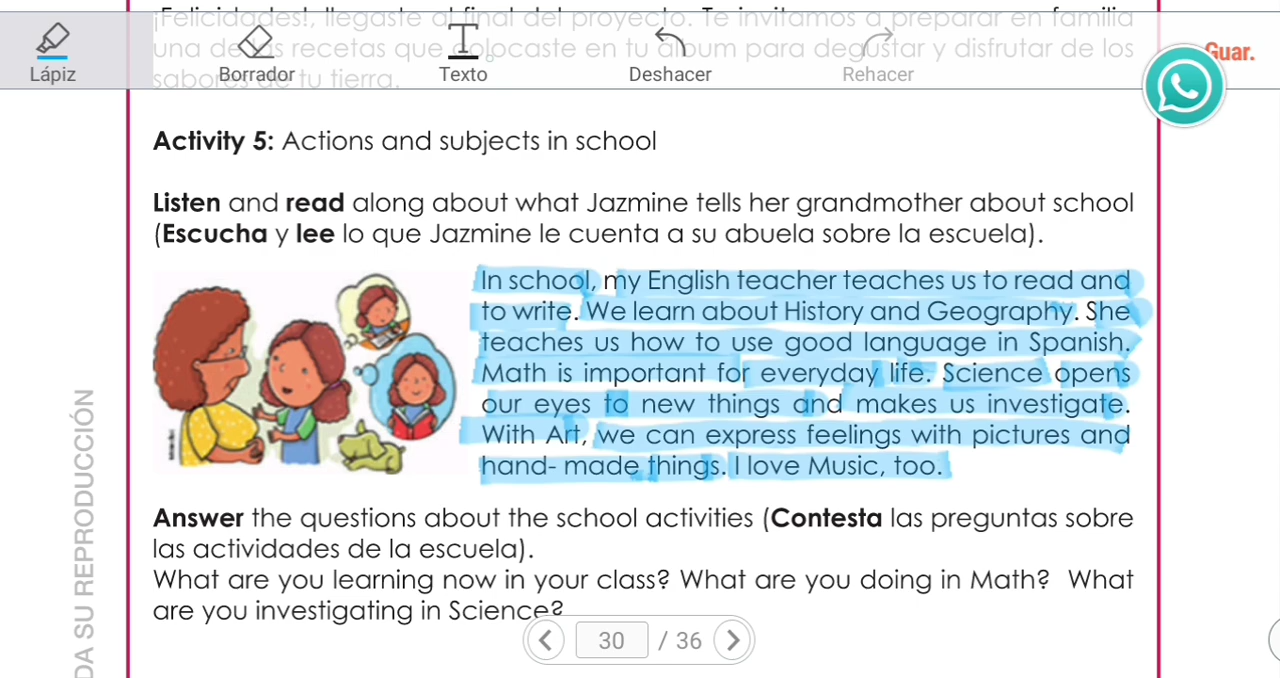 ¡Felicidades!, llegaste al final del proyecto. Te invitamos a preparar en familia
una de las recetas que colocaste en tu álbum para degustar y disfrutar de los
sabores de tu tierra.
Lápiz
Borrador
Texto
Deshacer
Rehacer
Guar.
Activity 5: Actions and subjects in school
Listen and read along about what Jazmine tells her grandmother about school
(Escucha y lee lo que Jazmine le cuenta a su abuela sobre la escuela).
In school, my English teacher teaches us to read and
to write. We learn about History and Geography. She
teaches us how to use good language in Spanish.
Math is important for everyday life. Science opens
our eyes to new things and makes us investigate.
With Art, we can express feelings with pictures and
hand- made things. I love Music, too.
Answer the questions about the school activities (Contesta las preguntas sobre
las actividades de la escuela).
What are you learning now in your class? What are you doing in Math? What
are you investigating in Science?
30 / 36
DA SU REPRODUCCIÓN